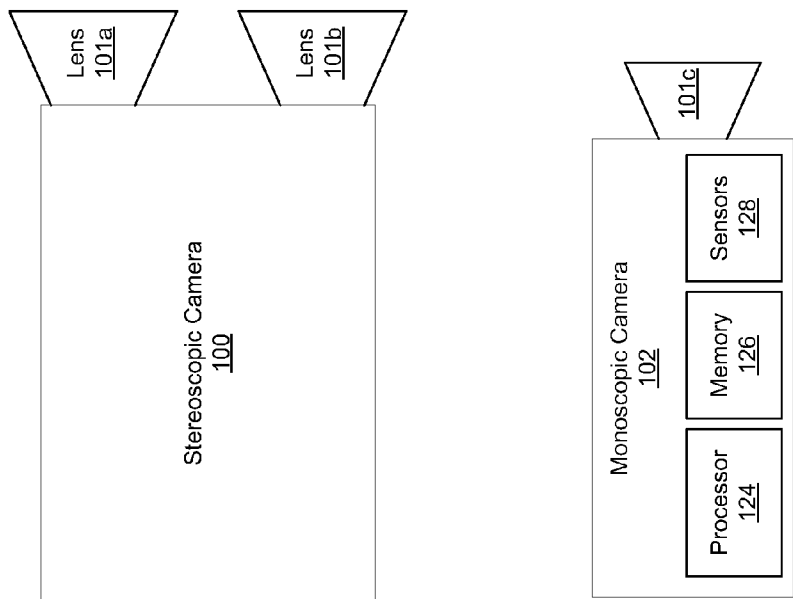 Lens
101a
Lens
101b
Stereoscopic Camera
100
101c
Monoscopic Camera
102
Processor
124
Memory
126
Sensors
128